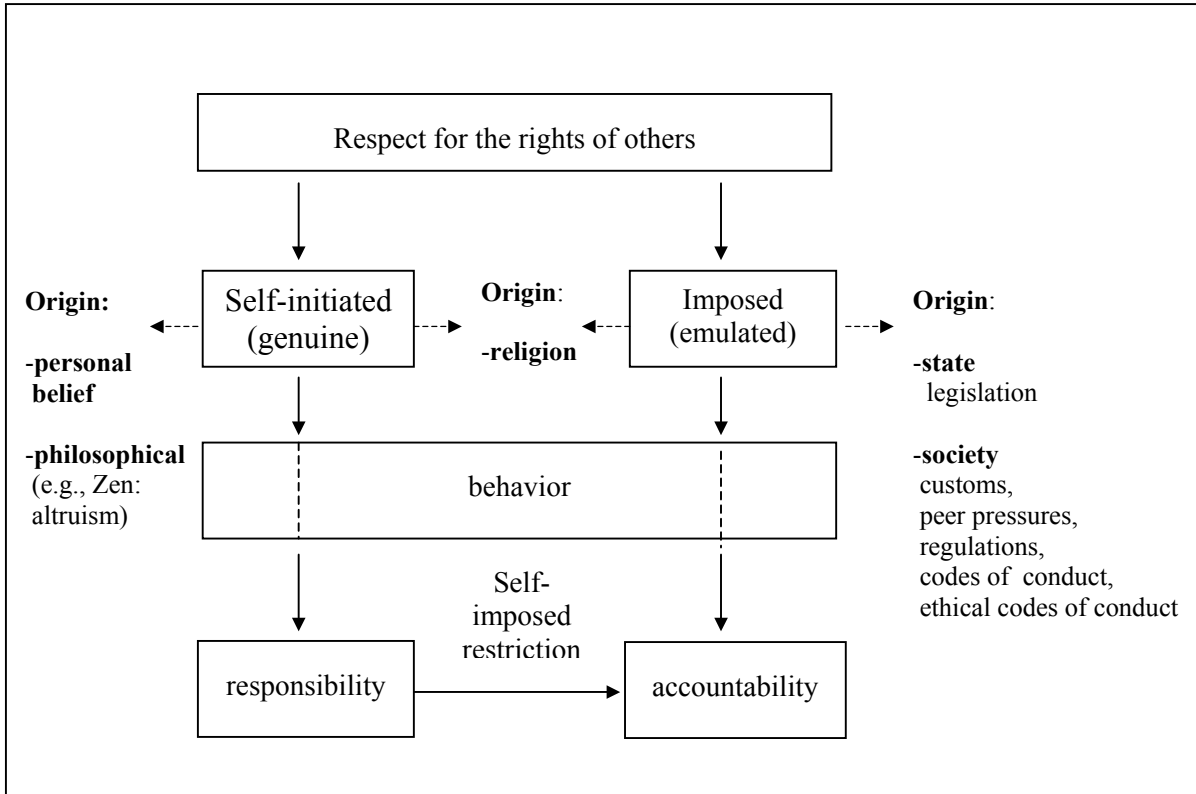 Respect for the rights of others
Origin:
-personal
belief
-philosophical
(e.g., Zen:
altruism)
Self-initiated
(genuine)
Origin:
-religion
Imposed
(emulated)
Origin:
-state
legislation
-society
customs,
peer pressures,
regulations,
codes of conduct,
ethical codes of conduct
behavior
Self-
imposed
restriction
responsibility
accountability